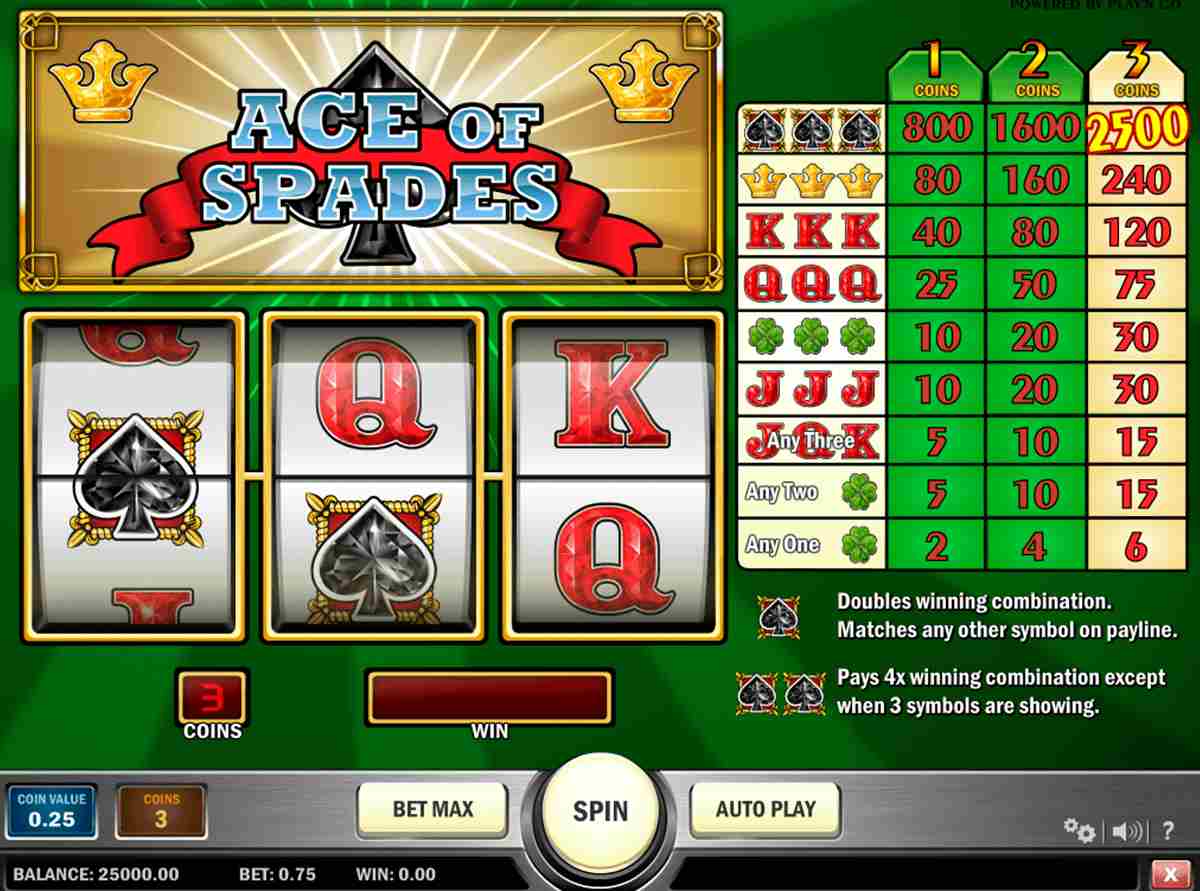 POWERED BY PLAY'N GO
ACE OF
SPADES
1 2 3
COINS COINS COINS
800 1600 2500
80 160 240
K K K 40 80 120
Q Q Q 25 50 75
10 20 30
J J J 10 20 30
J Q K Any Three 5 10 15
Any Two 5 10 15
Any One 2 4 6
Q
Q K
Q
J
Doubles winning combination.
Matches any other symbol on payline.
Pays 4x winning combination except
when 3 symbols are showing.
3
COINS
WIN
COIN VALUE
0.25
COINS
3
BET MAX
SPIN
AUTO PLAY
?
BALANCE: 25000.00 BET: 0.75 WIN: 0.00
X